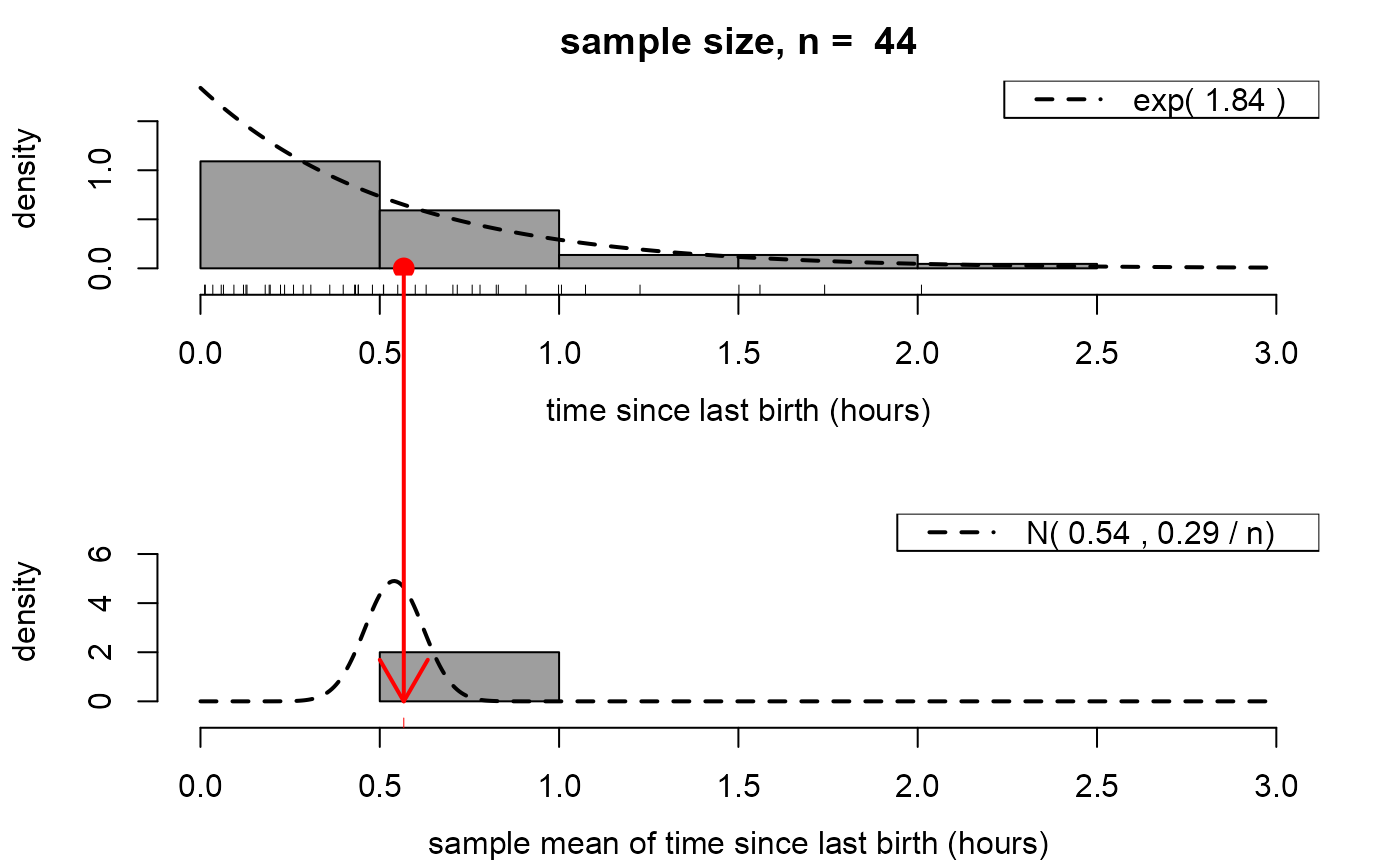 sample size, n =  44
exp( 1.84 )
density
0.0
1.0
0.0 0.5 1.0 1.5 2.0 2.5 3.0
time since last birth (hours)
N( 0.54 , 0.29 / n)
density
0 2 4 6
0.0 0.5 1.0 1.5 2.0 2.5 3.0
sample mean of time since last birth (hours)